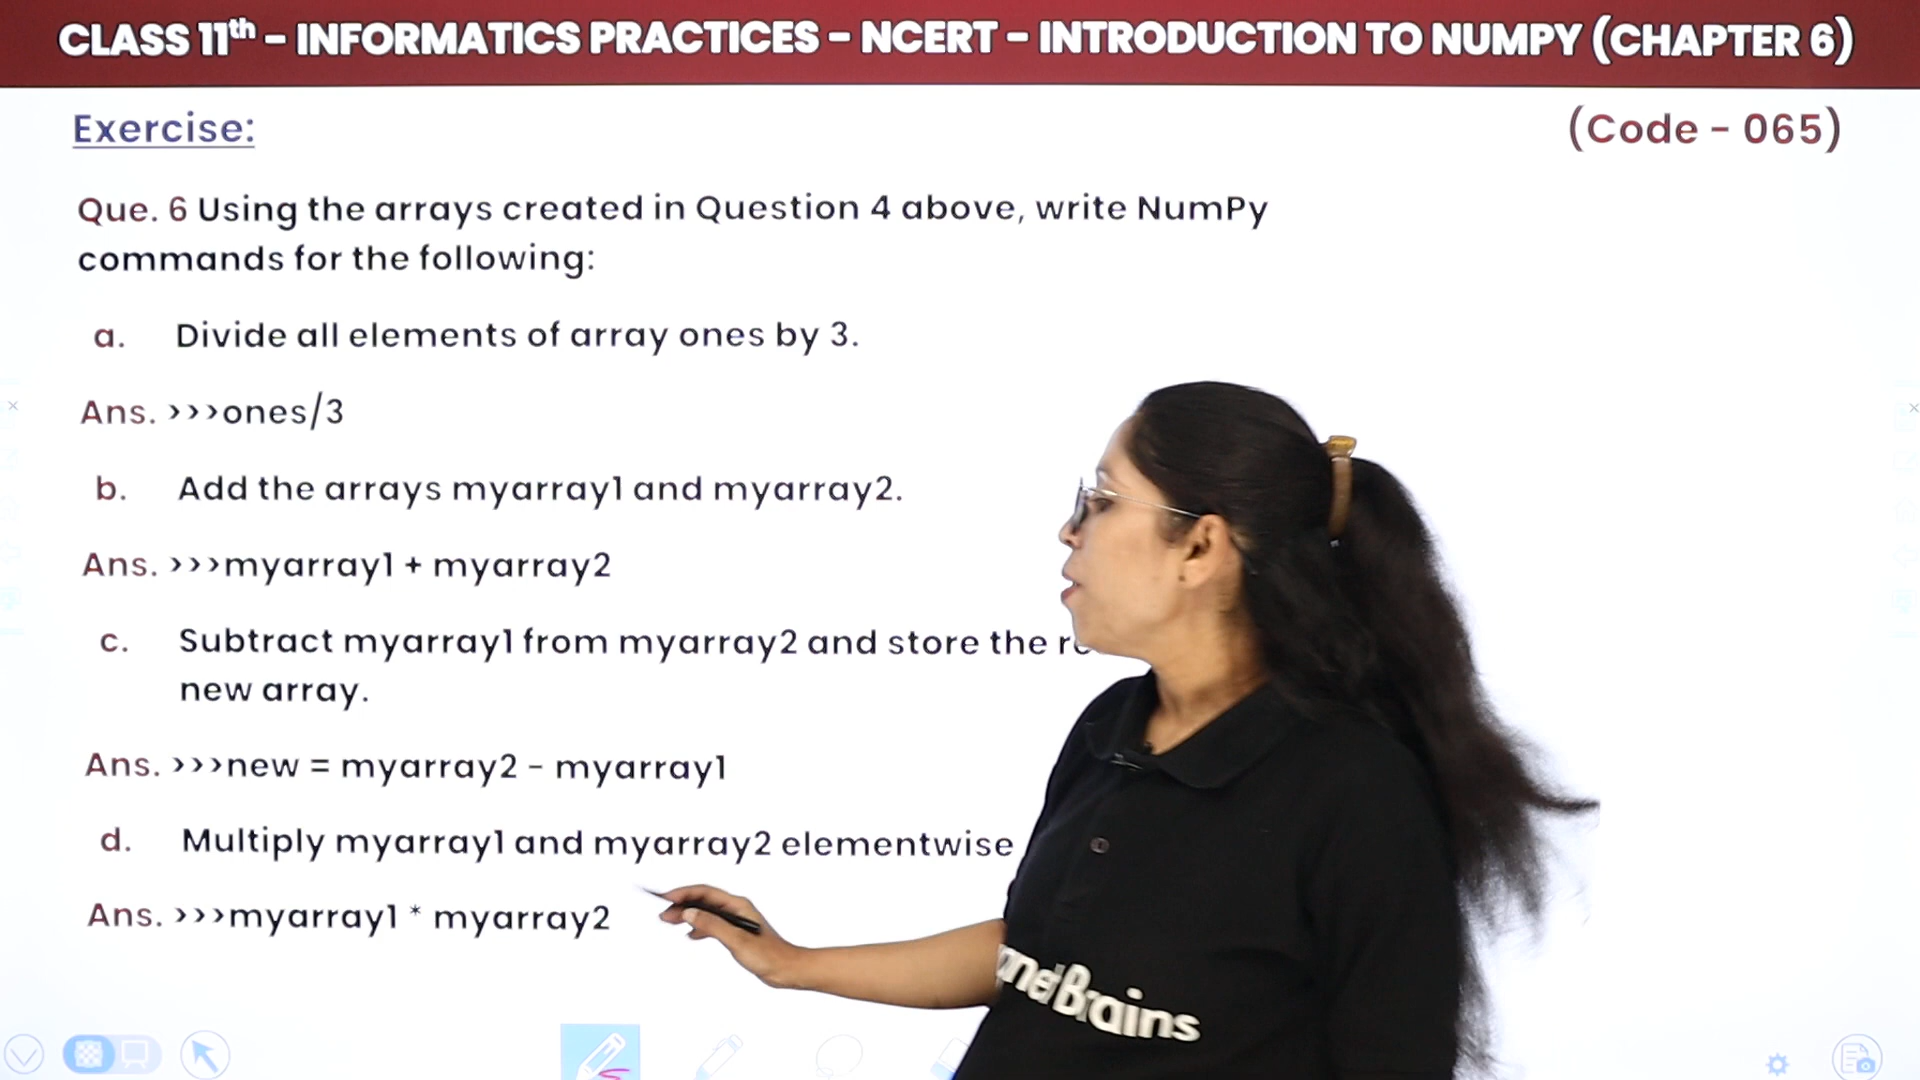 CLASS 11th - INFORMATICS PRACTICES - NCERT - INTRODUCTION TO NUMPY (CHAPTER 6)
Exercise:
(Code - 065)
Que. 6 Using the arrays created in Question 4 above, write NumPy
commands for the following:
a. Divide all elements of array ones by 3.
Ans. >>>ones/3
b. Add the arrays myarray1 and myarray2.
Ans. >>>myarray1 + myarray2
c. Subtract myarray1 from myarray2 and store the
new array.
Ans. >>>new = myarray2 - myarray1
d. Multiply myarray1 and myarray2 elementwise
Ans. >>>myarray1 * myarray2
Brains